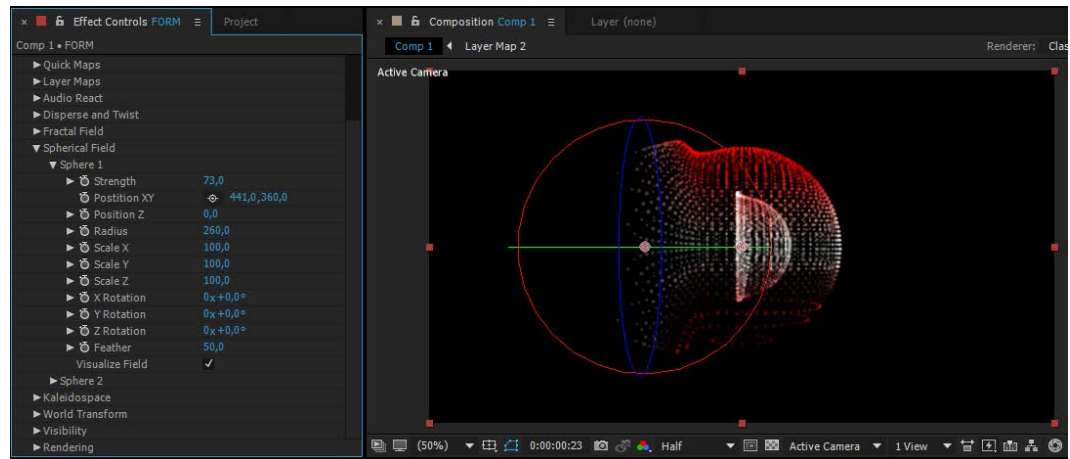 Effect Controls FORM
Project
Comp 1 • FORM
Quick Maps
Layer Maps
Audio React
Disperse and Twist
Fractal Field
Spherical Field
Sphere 1
Strength 73,0
Postition XY 441,0,360,0
Position Z 0,0
Radius 260,0
Scale X 100,0
Scale Y 100,0
Scale Z 100,0
X Rotation 0x+0,0°
Y Rotation 0x+0,0°
Z Rotation 0x+0,0°
Feather 50,0
Visualize Field
Sphere 2
Kaleidospace
World Transform
Visibility
Rendering
Composition Comp 1
Layer (none)
Comp 1 Layer Map 2
Renderer: Clas
Active Camera
(50%) 0:00:00:23 Half Active Camera 1 View